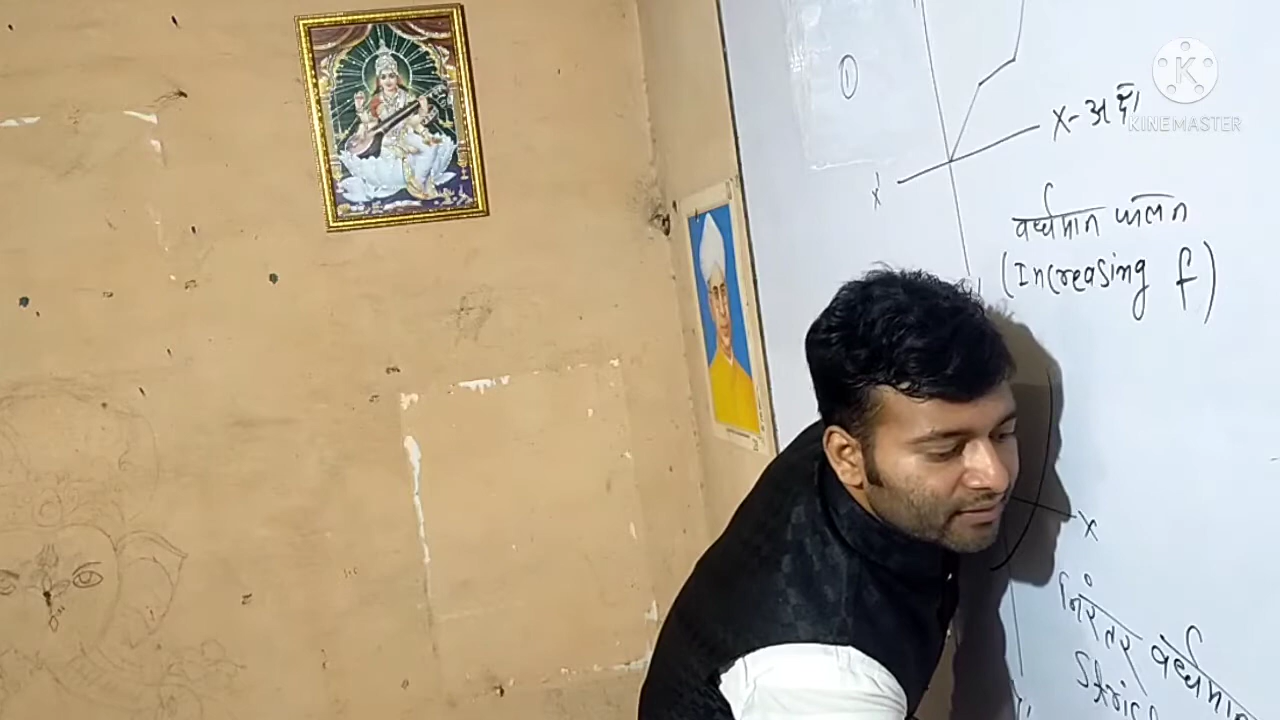 ①
X-अक्ष
X'
K
KINEMASTER
वर्धमान फलन
(Increasing f)
X
निरंतर वर्धमान